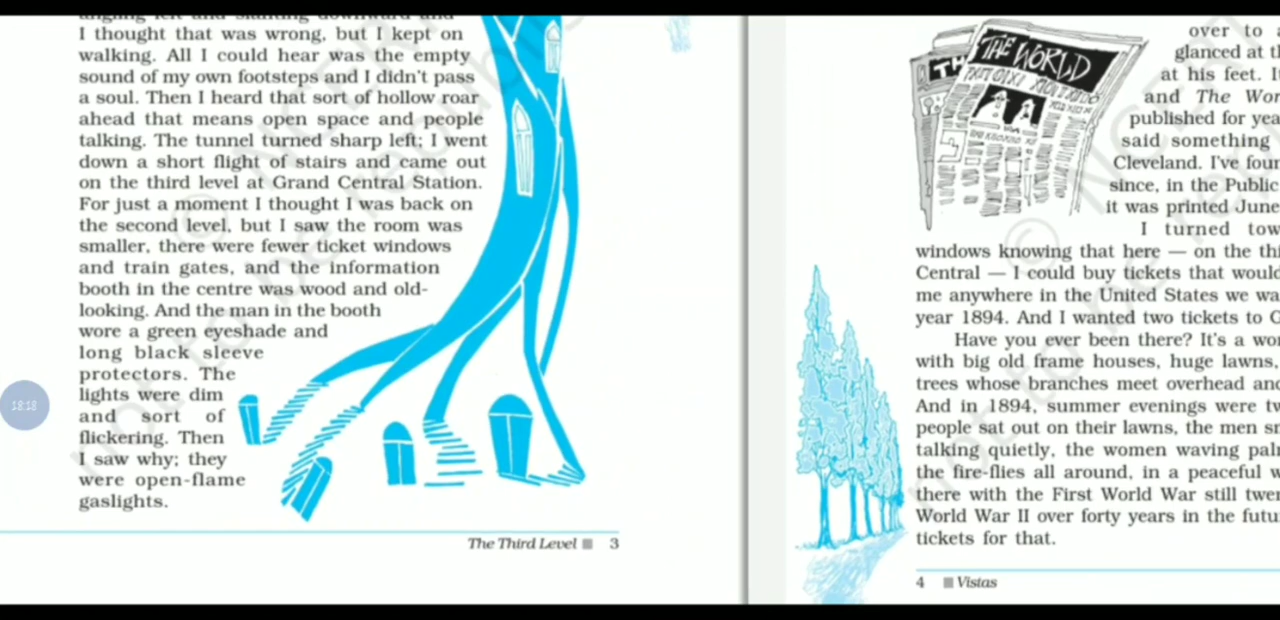 I thought that was wrong, but I kept on
walking. All I could hear was the empty
sound of my own footsteps and I didn't pass
a soul. Then I heard that sort of hollow roar
ahead that means open space and people
talking. The tunnel turned sharp left; I went
down a short flight of stairs and came out
on the third level at Grand Central Station.
For just a moment I thought I was back on
the second level, but I saw the room was
smaller, there were fewer ticket windows
and train gates, and the information
booth in the centre was wood and old-
looking. And the man in the booth
wore a green eyeshade and
long black sleeve
protectors. The
lights were dim
and sort of
flickering. Then
I saw why; they
were open-flame
gaslights.
The Third Level ■ 3
18:18
THE WORLD
TH
over to
glanced at
at his feet.
and The
published for
said something
Cleveland. I've
since, in the Public
it was printed June
I turned
windows knowing that here — on the
Central — I could buy tickets that would
me anywhere in the United States we
year 1894. And I wanted two tickets to
Have you ever been there? It's a
with big old frame houses, huge lawns,
trees whose branches meet overhead
And in 1894, summer evenings were
people sat out on their lawns, the men
talking quietly, the women waving
the fire-flies all around, in a peaceful
there with the First World War still
World War II over forty years in the
tickets for that.
4 ■ Vistas
© 
not to be